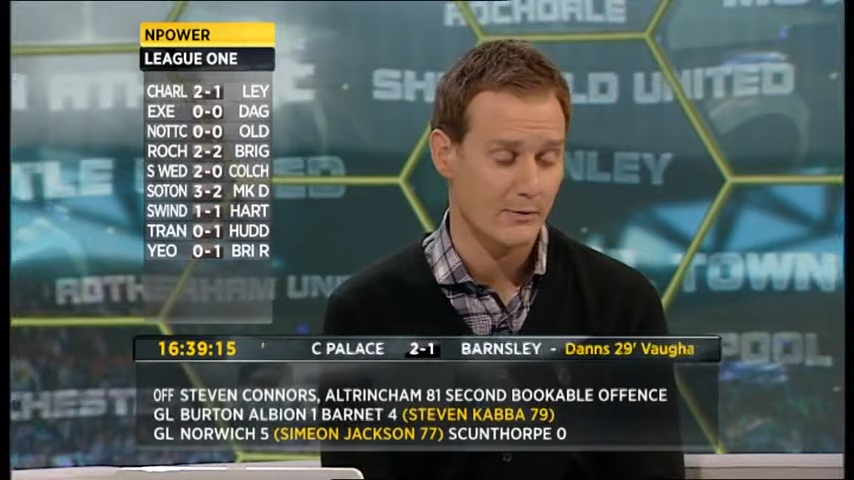 ROCHDALE
NPOWER
LEAGUE ONE
CHARL 2-1 LEY
EXE 0-0 DAG
NOTTC 0-0 OLD
ROCH 2-2 BRIG
S WED 2-0 COLCH
SOTON 3-2 MK D
SWIND 1-1 HART
TRAN 0-1 HUDD
YEO 0-1 BRI R
UNITED
TOWN
16:39:15 ' C PALACE 2-1 BARNSLEY - Danns 29' Vaugha
OFF STEVEN CONNORS, ALTRINCHAM 81 SECOND BOOKABLE OFFENCE
GL BURTON ALBION 1 BARNET 4 (STEVEN KABBA 79)
GL NORWICH 5 (SIMEON JACKSON 77) SCUNTHORPE 0